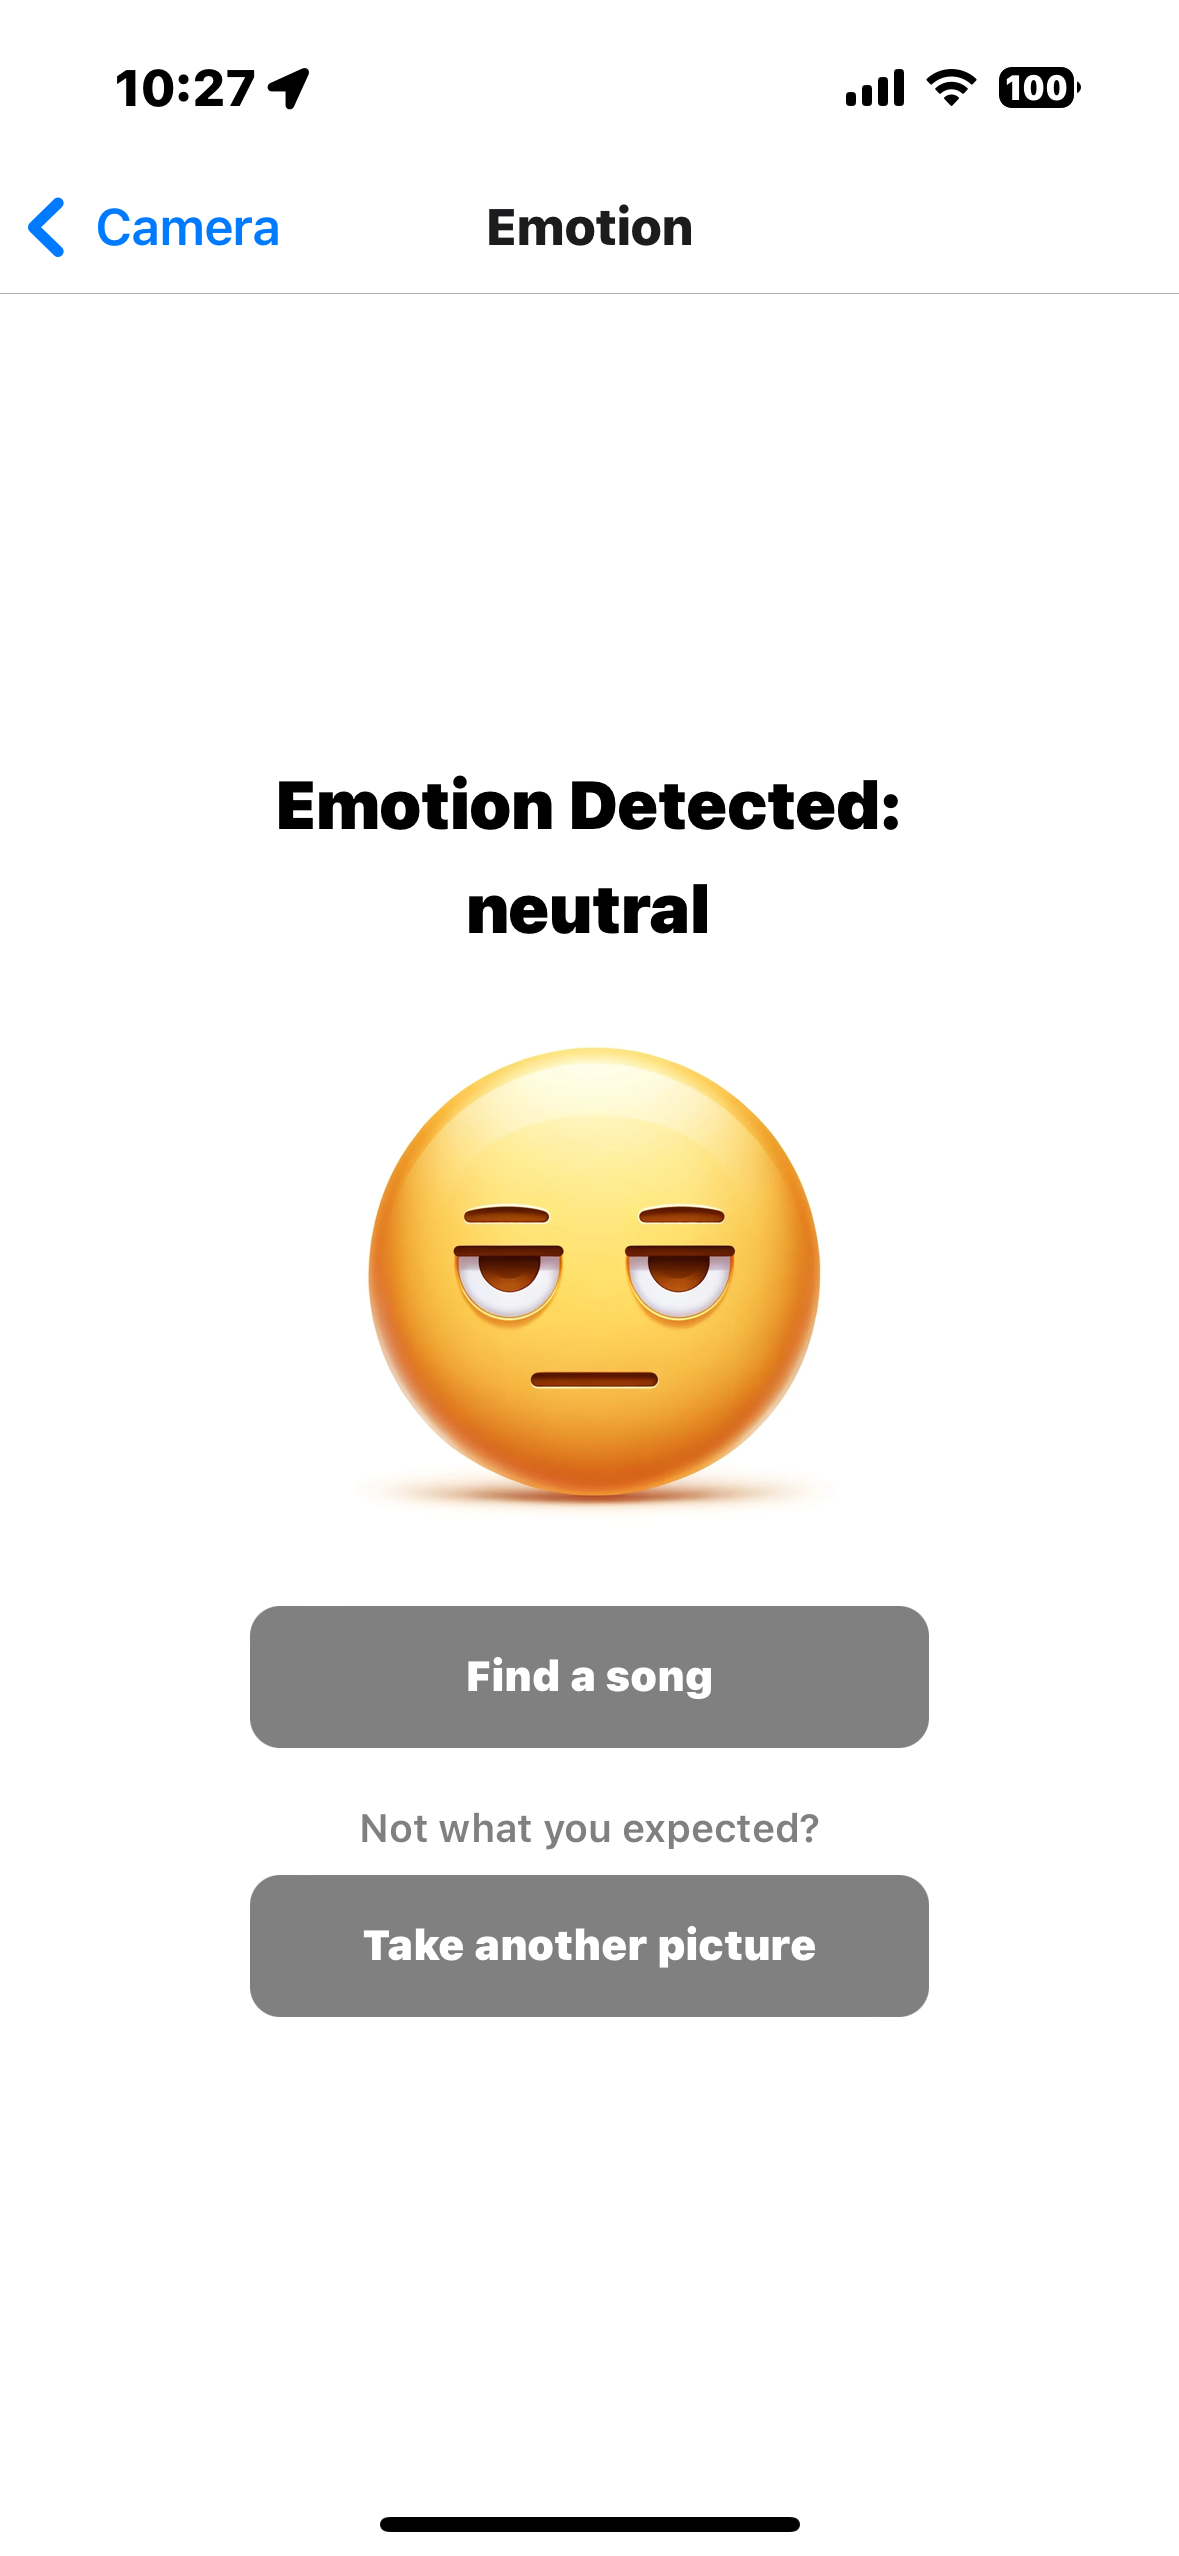 10:27
100
Camera
Emotion
Emotion Detected:
neutral
Find a song
Not what you expected?
Take another picture